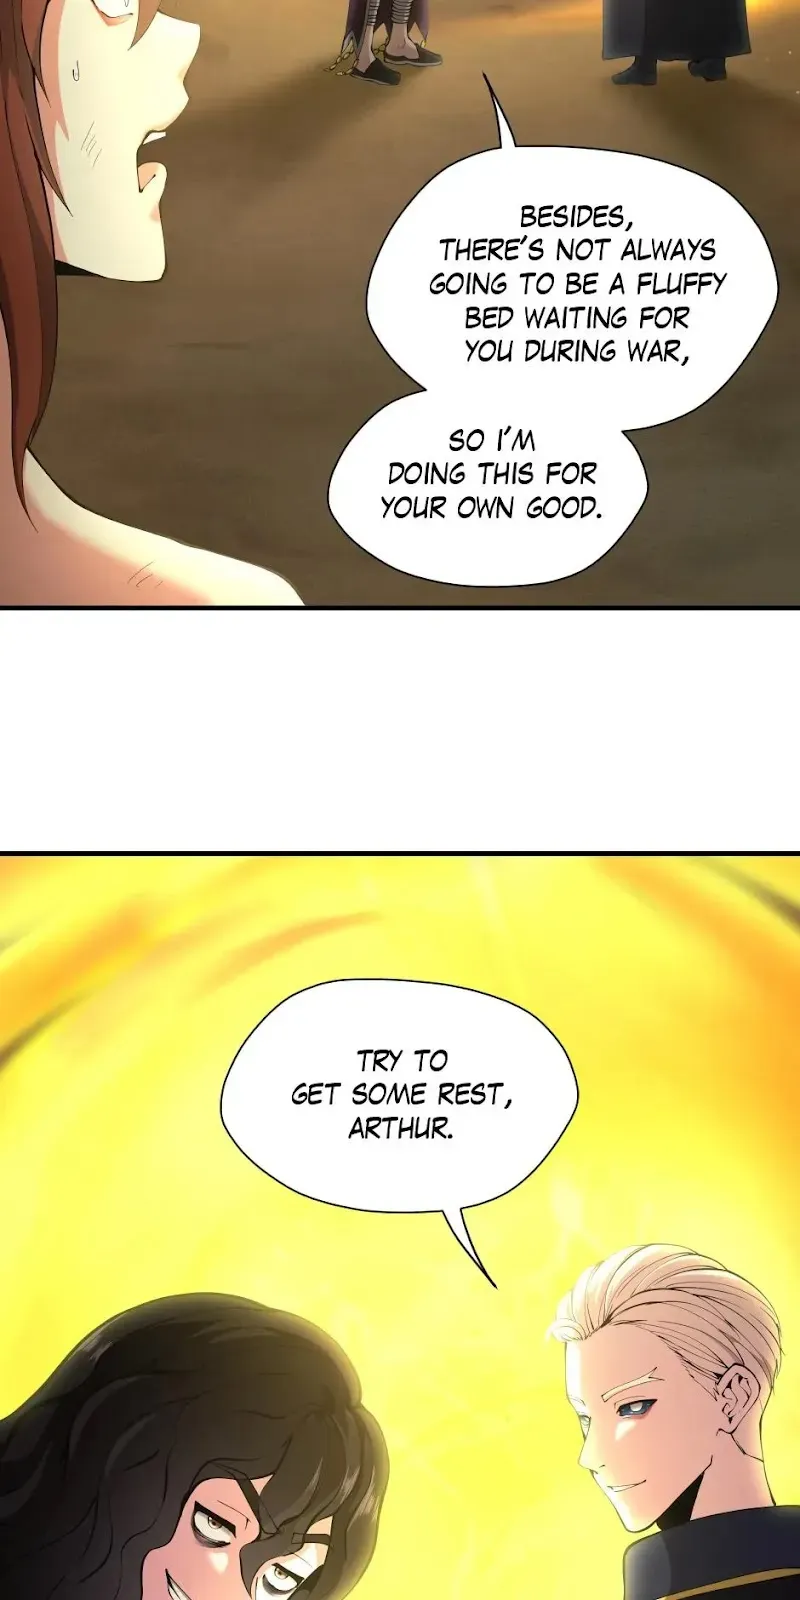 BESIDES,
THERE'S NOT ALWAYS
GOING TO BE A FLUFFY
BED WAITING FOR
YOU DURING WAR,
SO I'M
DOING THIS FOR
YOUR OWN GOOD.
TRY TO
GET SOME REST,
ARTHUR.